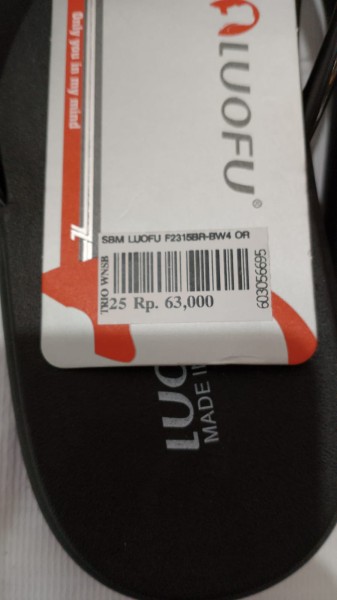 Only you in my mind
LUOFU®
SBM LUOFU F2315BR-BW4 OR
TRIO WNSB
25 Rp. 63,000
603056695
LUO
MADE IN